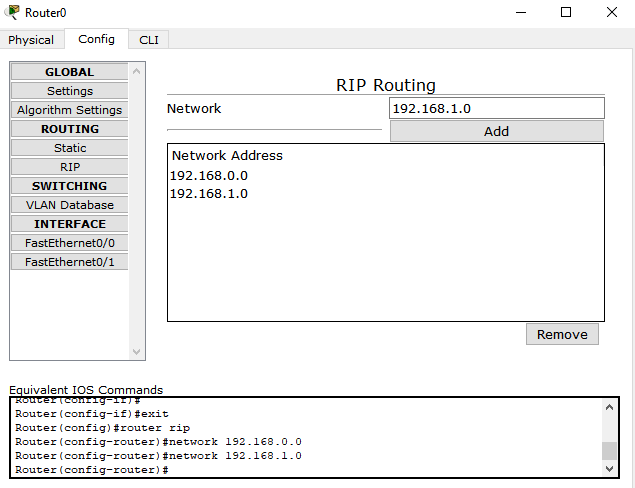 Router0
Physical Config CLI
GLOBAL
Settings
Algorithm Settings
ROUTING
Static
RIP
SWITCHING
VLAN Database
INTERFACE
FastEthernet0/0
FastEthernet0/1
RIP Routing
Network 192.168.1.0
Add
Network Address
192.168.0.0
192.168.1.0
Remove
Equivalent IOS Commands
Router(config-if)#
Router(config-if)#exit
Router(config)#router rip
Router(config-router)#network 192.168.0.0
Router(config-router)#network 192.168.1.0
Router(config-router)#